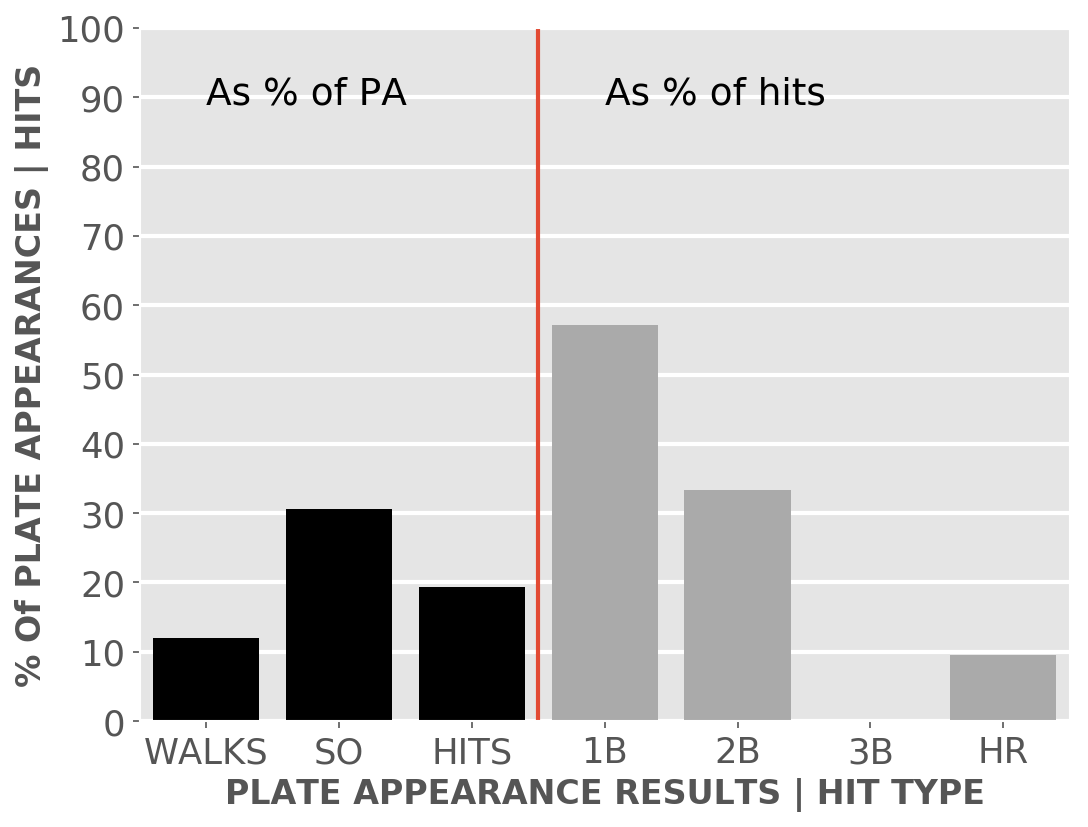 % Of PLATE APPEARANCES | HITS
100
90
80
70
60
50
40
30
20
10
0
As % of PA
As % of hits
WALKS SO HITS 1B 2B 3B HR
PLATE APPEARANCE RESULTS | HIT TYPE